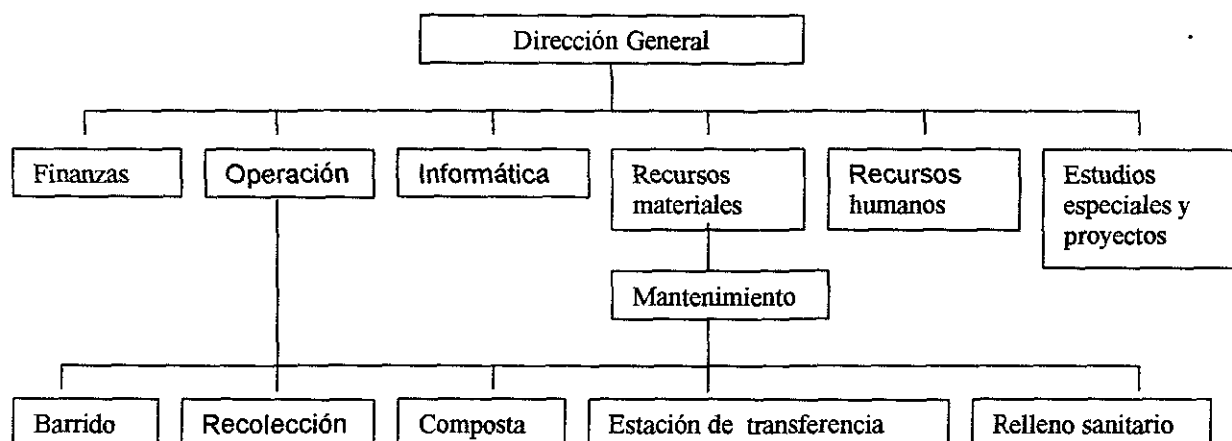 Dirección General
Finanzas
Operación
Informática
Recursos
materiales
Recursos
humanos
Estudios
especiales y
proyectos
Mantenimiento
Barrido
Recolección
Composta
Estación de transferencia
Relleno sanitario